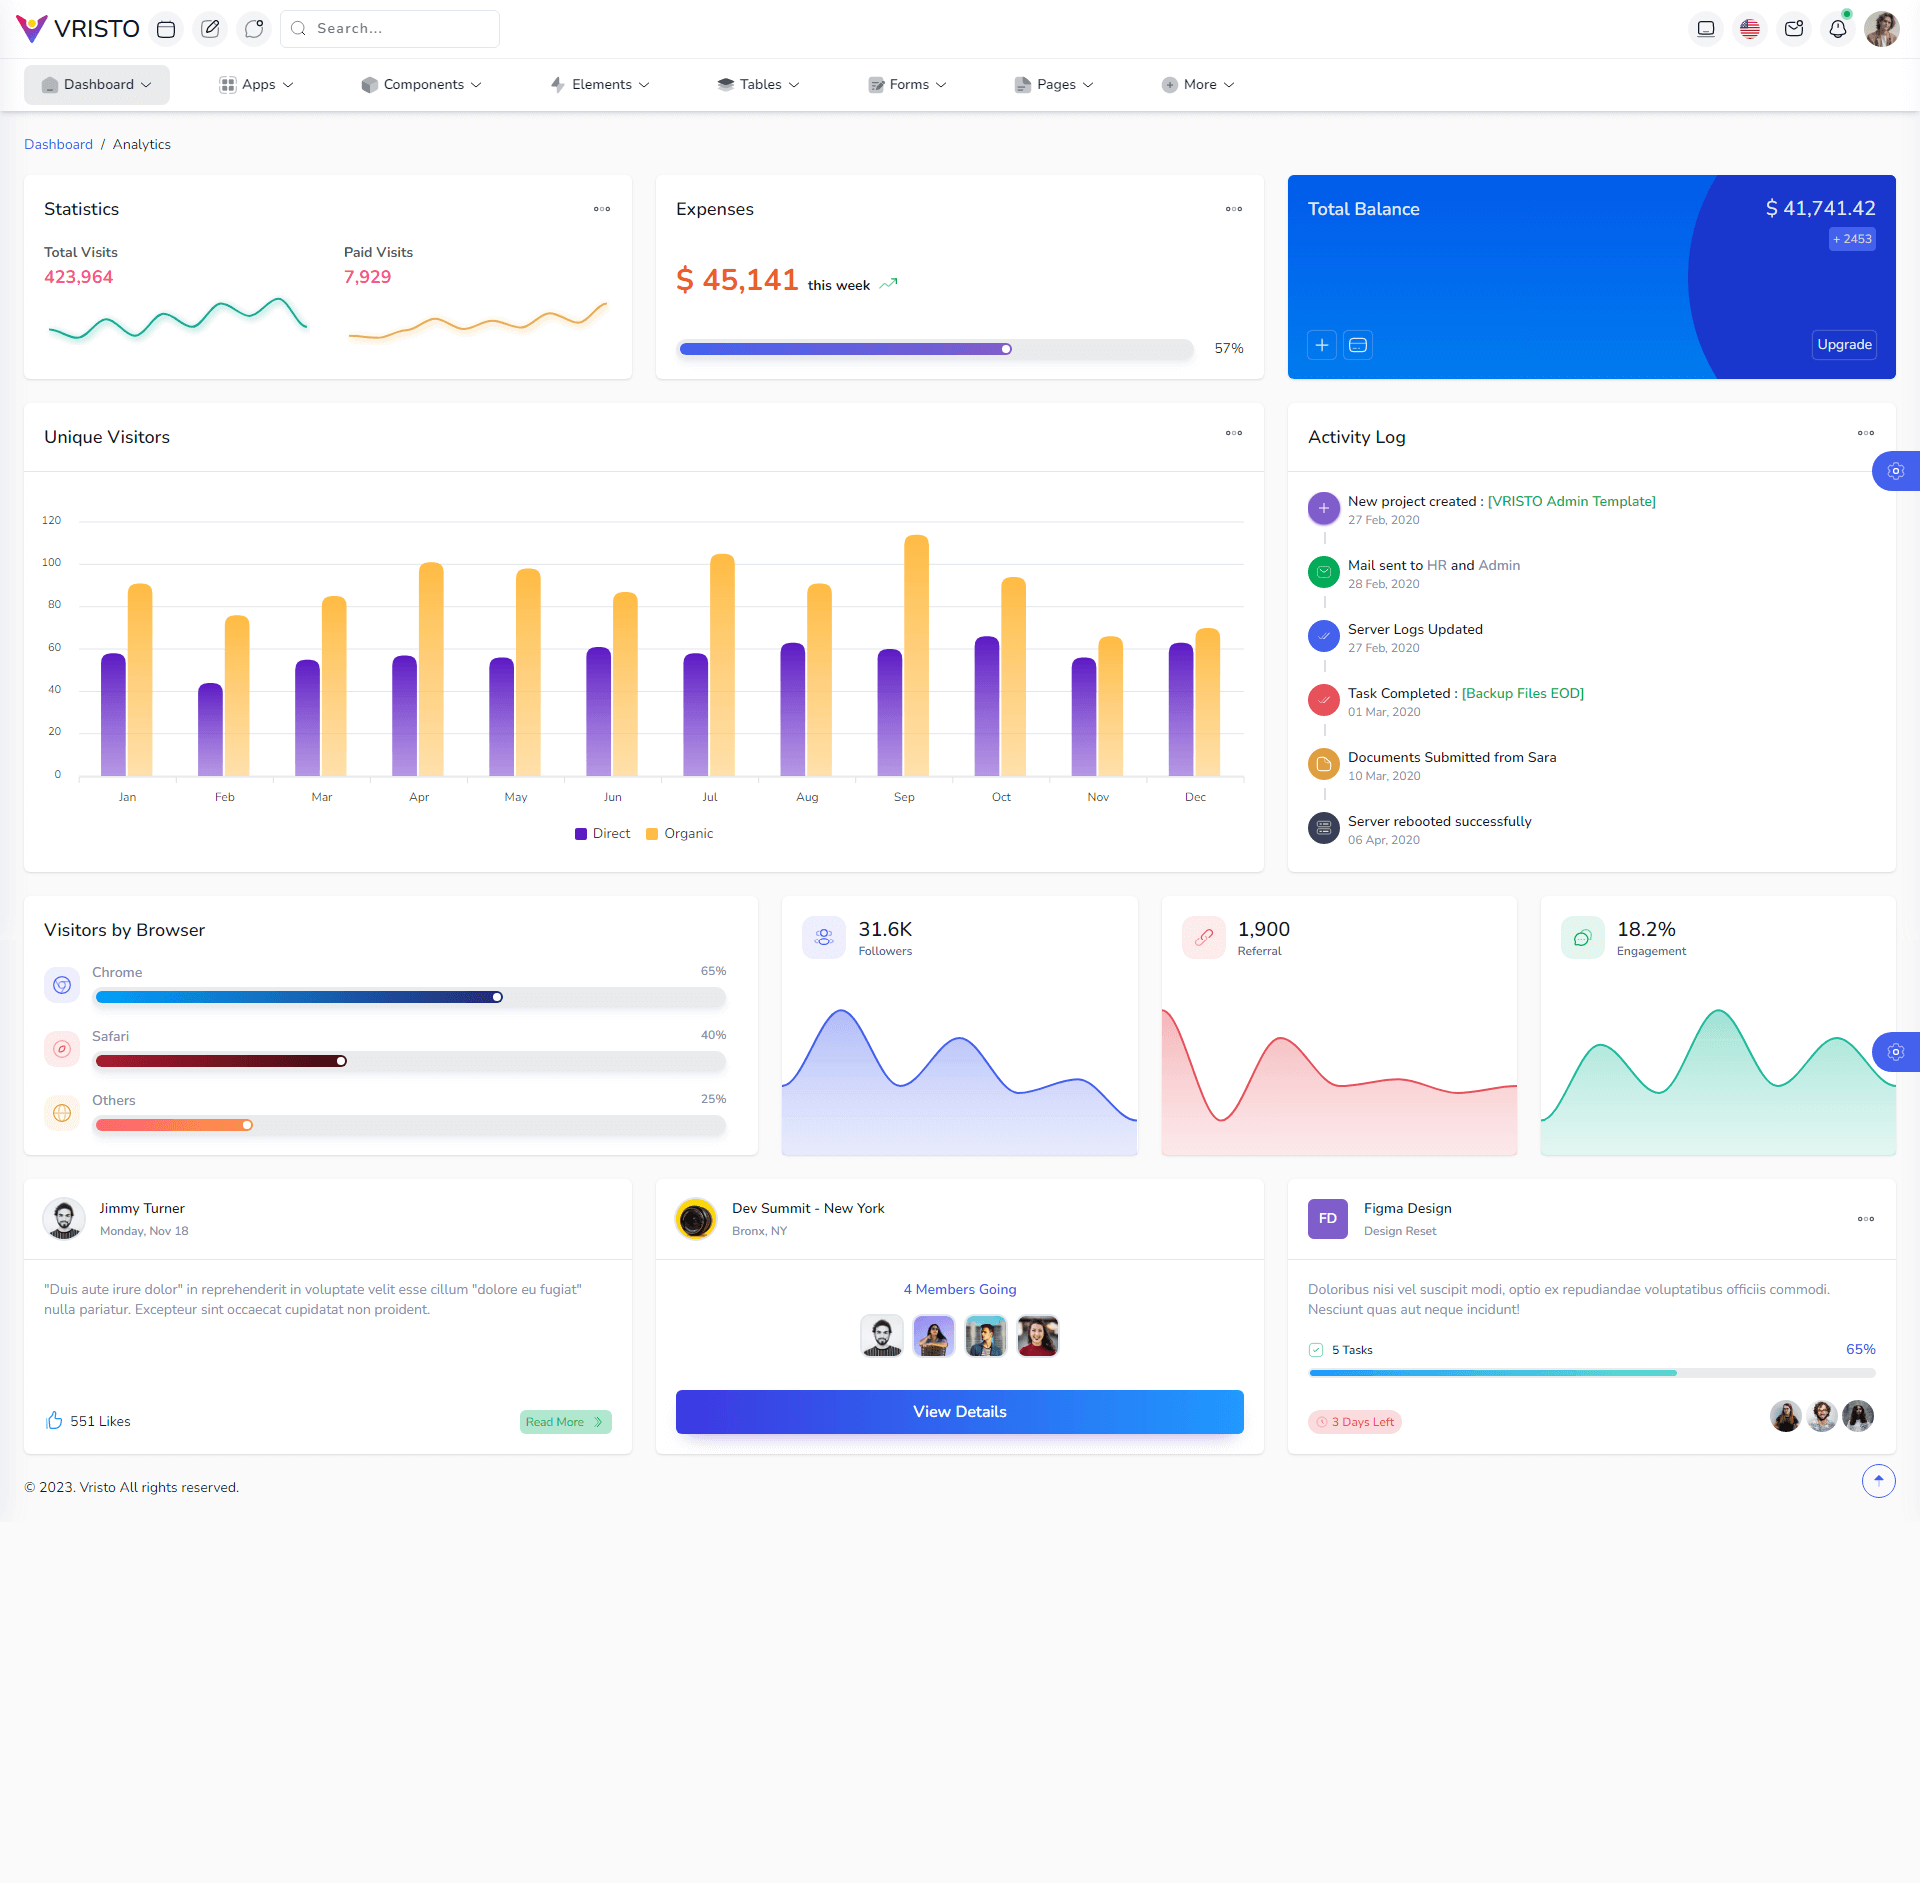 VRISTO
Search...
Dashboard
Apps
Components
Elements
Tables
Forms
Pages
More
Dashboard / Analytics
Statistics
Total Visits
423,964
Paid Visits
7,929
Expenses
$ 45,141 this week
57%
Total Balance
$ 41,741.42
+ 2453
Upgrade
Unique Visitors
120
100
80
60
40
20
0
Jan Feb Mar Apr May Jun Jul Aug Sep Oct Nov Dec
Direct Organic
Activity Log
New project created : [VRISTO Admin Template]
27 Feb, 2020
Mail sent to HR and Admin
28 Feb, 2020
Server Logs Updated
27 Feb, 2020
Task Completed : [Backup Files EOD]
01 Mar, 2020
Documents Submitted from Sara
10 Mar, 2020
Server rebooted successfully
06 Apr, 2020
Visitors by Browser
Chrome 65%
Safari 40%
Others 25%
31.6K
Followers
1,900
Referral
18.2%
Engagement
Jimmy Turner
Monday, Nov 18
"Duis aute irure dolor" in reprehenderit in voluptate velit esse cillum "dolore eu fugiat"
nulla pariatur. Excepteur sint occaecat cupidatat non proident.
551 Likes
Read More
Dev Summit - New York
Bronx, NY
4 Members Going
View Details
FD
Figma Design
Design Reset
Doloribus nisi vel suscipit modi, optio ex repudiandae voluptatibus officiis commodi.
Nesciunt quas aut neque incidunt!
5 Tasks 65%
3 Days Left
© 2023. Vristo All rights reserved.